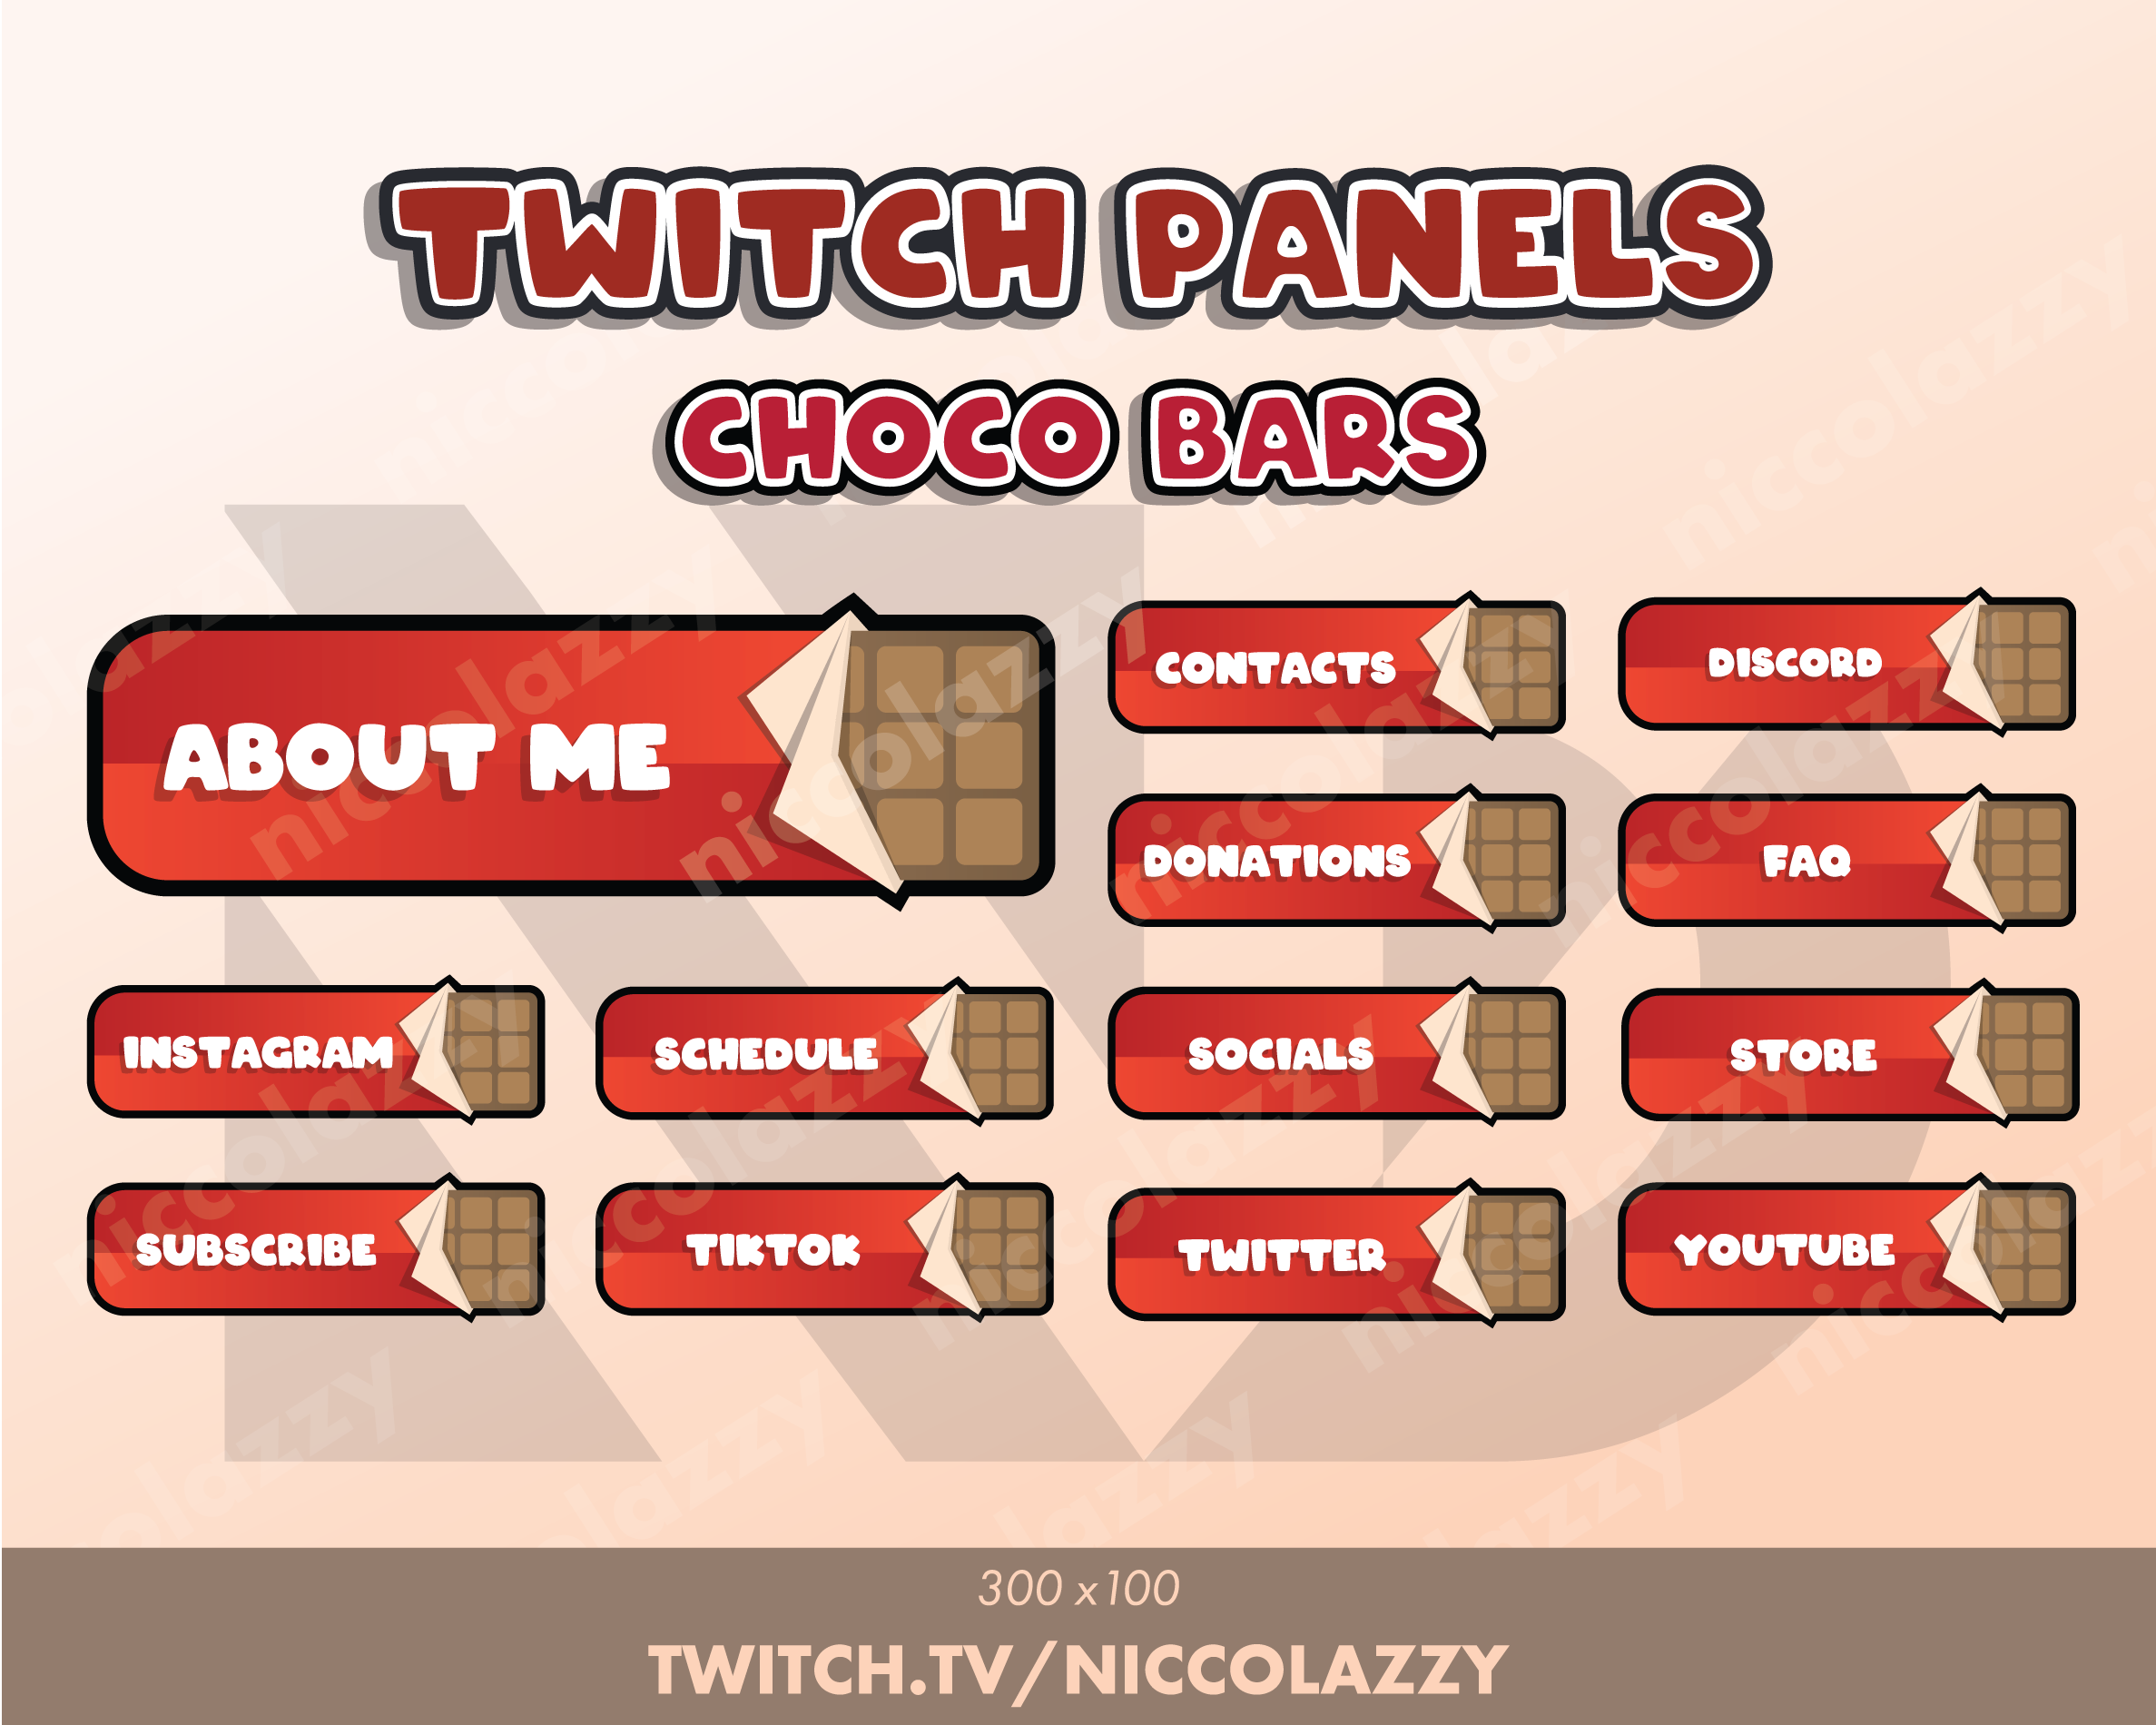 TWITCH PANELS
CHOCO BARS
ABOUT ME
CONTACTS
DISCORD
DONATIONS
FAQ
INSTAGRAM
SCHEDULE
SOCIALS
STORE
SUBSCRIBE
TIKTOK
TWITTER
YOUTUBE
niccolazzy
300 x100
TWITCH.TV/NICCOLAZZY